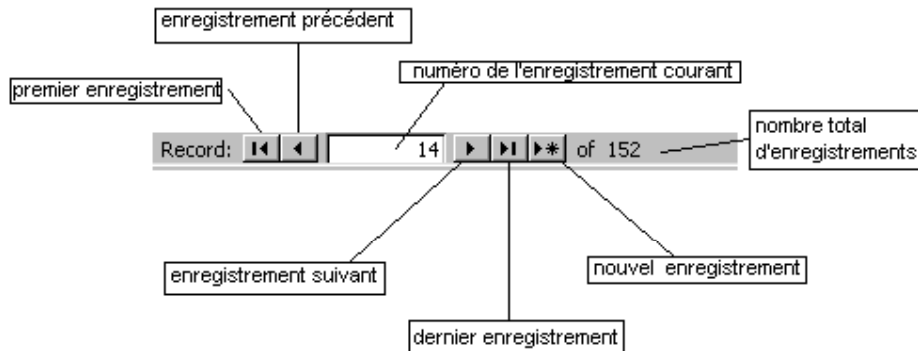 enregistrement précédent
numéro de l'enregistrement courant
premier enregistrement
nombre total
d'enregistrements
Record: 14 of 152
enregistrement suivant
nouvel enregistrement
dernier enregistrement